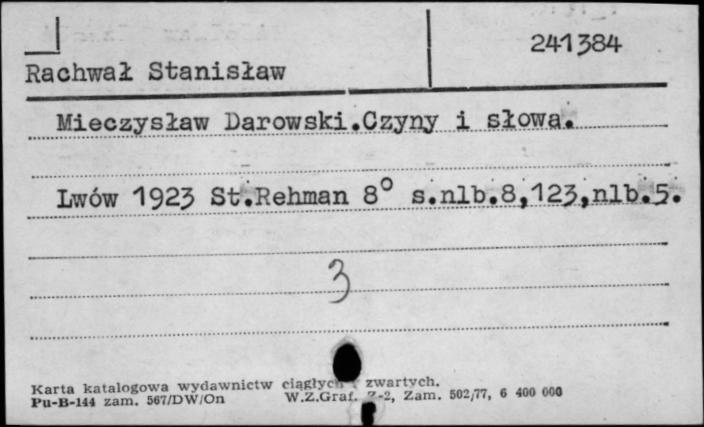 241384
Rachwał Stanisław
Mieczysław Darowski.Czyny i słowa.
Lwów 1923 St.Rehman 8° s.nlb.8,123,nlb.5.
3
Karta katalogowa wydawnictw ciągłych zwartych.
Pu-B-144 zam. 567/DW/On W.Z.Graf. Z-2, Zam. 502/77, 6 400 000